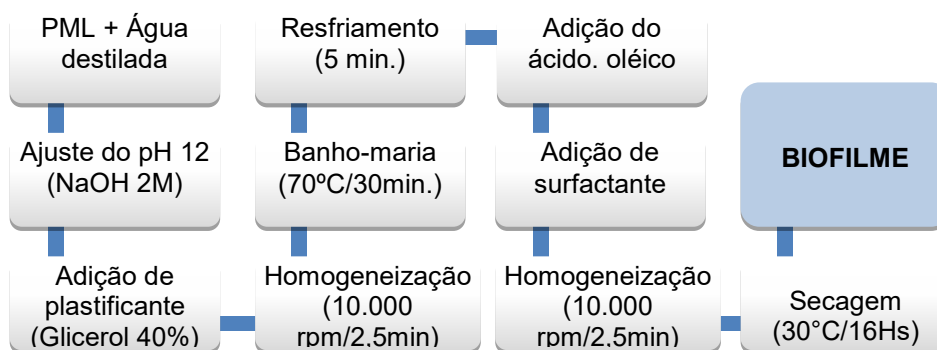 PML + Água
destilada
Ajuste do pH 12
(NaOH 2M)
Adição de
plastificante
(Glicerol 40%)
Homogeneização
(10.000
rpm/2,5min)
Banho-maria
(70ºC/30min.)
Resfriamento
(5 min.)
Adição do
ácido. oléico
Adição de
surfactante
Homogeneização
(10.000
rpm/2,5min)
Secagem
(30°C/16Hs)
BIOFILME